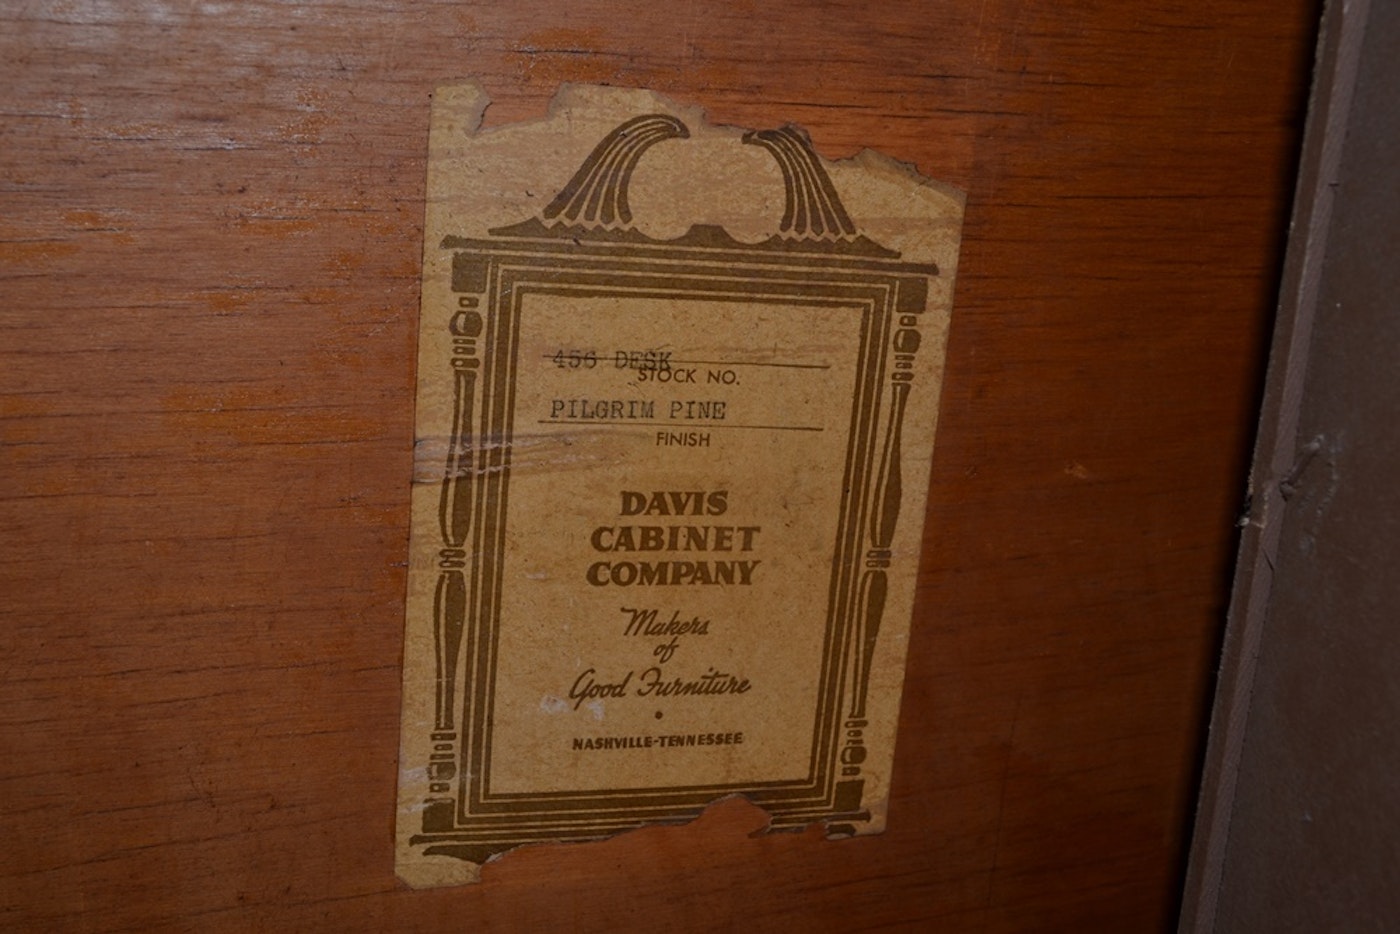 456 DESK
STOCK NO.
PILGRIM PINE
FINISH
DAVIS
CABINET
COMPANY
Makers
of
Good Furniture
•
NASHVILLE-TENNESSEE